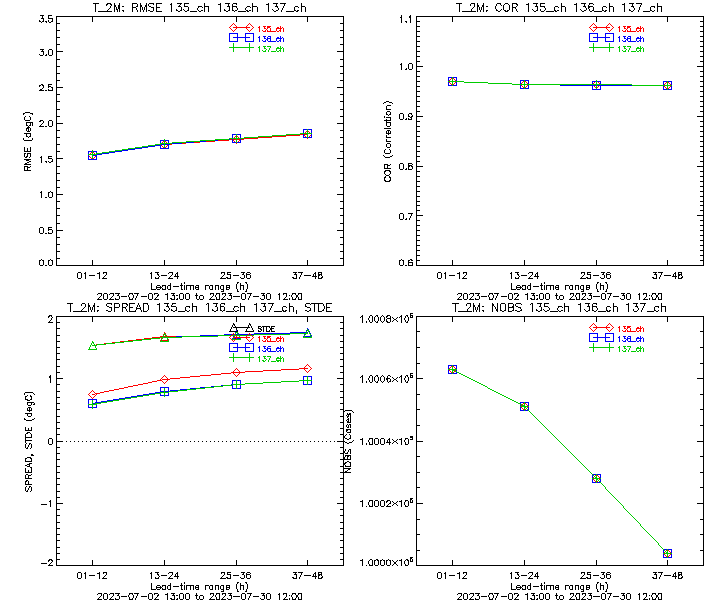 T_2M: RMSE 135_ch 136_ch 137_ch
135_ch
136_ch
137_ch
3.5
3.0
2.5
2.0
1.5
1.0
0.5
0.0
RMSE (degC)
01-12 13-24 25-36 37-48
Lead-time range (h)
2023-07-02 13:00 to 2023-07-30 12:00
T_2M: COR 135_ch 136_ch 137_ch
135_ch
136_ch
137_ch
1.1
1.0
0.9
0.8
0.7
0.6
COR (Correlation)
01-12 13-24 25-36 37-48
Lead-time range (h)
2023-07-02 13:00 to 2023-07-30 12:00
T_2M: SPREAD 135_ch 136_ch 137_ch, STDE
STDE
135_ch
136_ch
137_ch
2
1
0
-1
-2
SPREAD, STDE (degC)
01-12 13-24 25-36 37-48
Lead-time range (h)
2023-07-02 13:00 to 2023-07-30 12:00
T_2M: NOBS 135_ch 136_ch 137_ch
135_ch
136_ch
137_ch
1.0008×10⁵
1.0006×10⁵
1.0004×10⁵
1.0002×10⁵
1.0000×10⁵
NOBS (Cases)
01-12 13-24 25-36 37-48
Lead-time range (h)
2023-07-02 13:00 to 2023-07-30 12:00